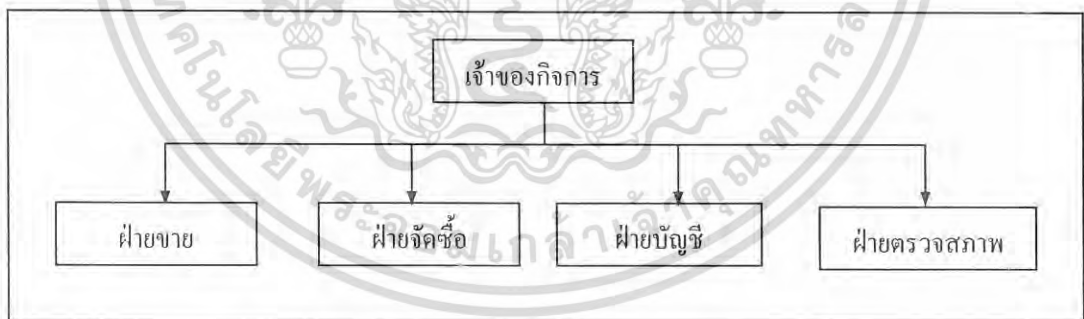 เจ้าของกิจการ
ฝ่ายขาย
ฝ่ายจัดซื้อ
ฝ่ายบัญชี
ฝ่ายตรวจสภาพ